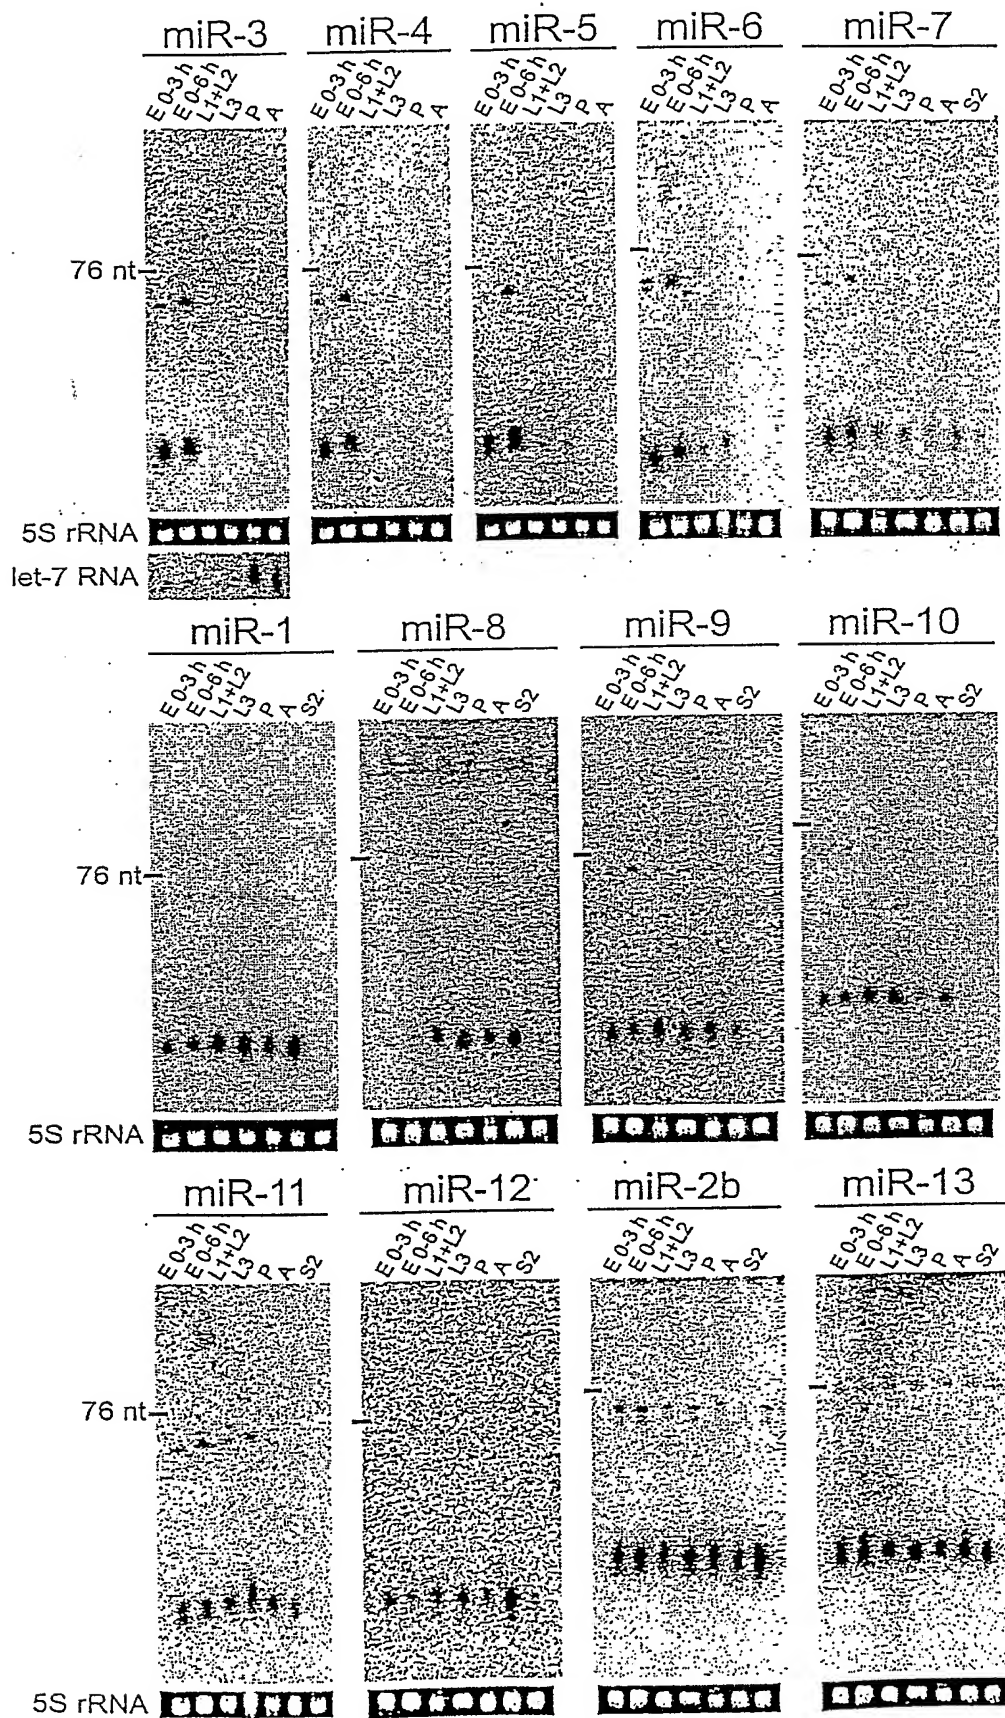 miR-3 miR-4 miR-5 miR-6 miR-7
E 0-3 h E 0-6 h L1+L2 L3 P A E 0-3 h E 0-6 h L1+L2 L3 P A E 0-3 h E 0-6 h L1+L2 L3 P A E 0-3 h E 0-6 h L1+L2 L3 P A E 0-3 h E 0-6 h L1+L2 L3 P A S2
76 nt
5S rRNA
let-7 RNA
miR-1 miR-8 miR-9 miR-10
E 0-3 h E 0-6 h L1+L2 L3 P A S2 E 0-3 h E 0-6 h L1+L2 L3 P A S2 E 0-3 h E 0-6 h L1+L2 L3 P A S2 E 0-3 h E 0-6 h L1+L2 L3 P A S2
76 nt
5S rRNA
miR-11 miR-12 miR-2b miR-13
E 0-3 h E 0-6 h L1+L2 L3 P A S2 E 0-3 h E 0-6 h L1+L2 L3 P A S2 E 0-3 h E 0-6 h L1+L2 L3 P A S2 E 0-3 h E 0-6 h L1+L2 L3 P A S2
76 nt
5S rRNA